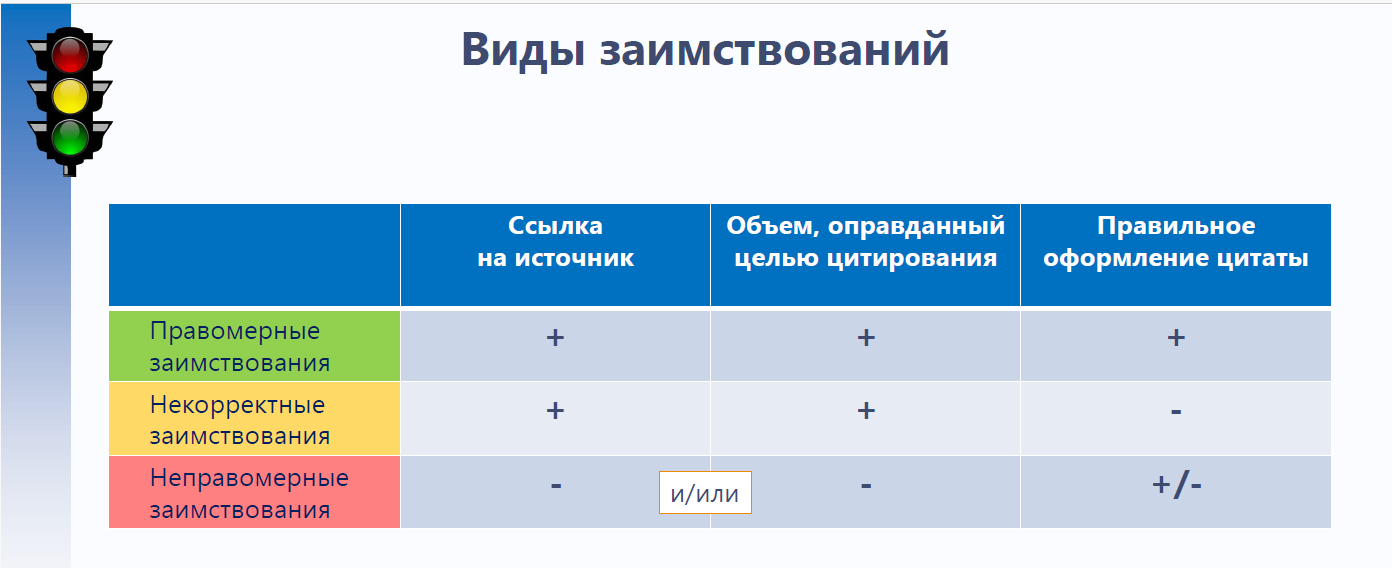 Виды заимствований
Ссылка
на источник
Объем, оправданный
целью цитирования
Правильное
оформление цитаты
Правомерные
заимствования
+
+
+
Некорректные
заимствования
+
+
-
Неправомерные
заимствования
-
и/или
-
+/-